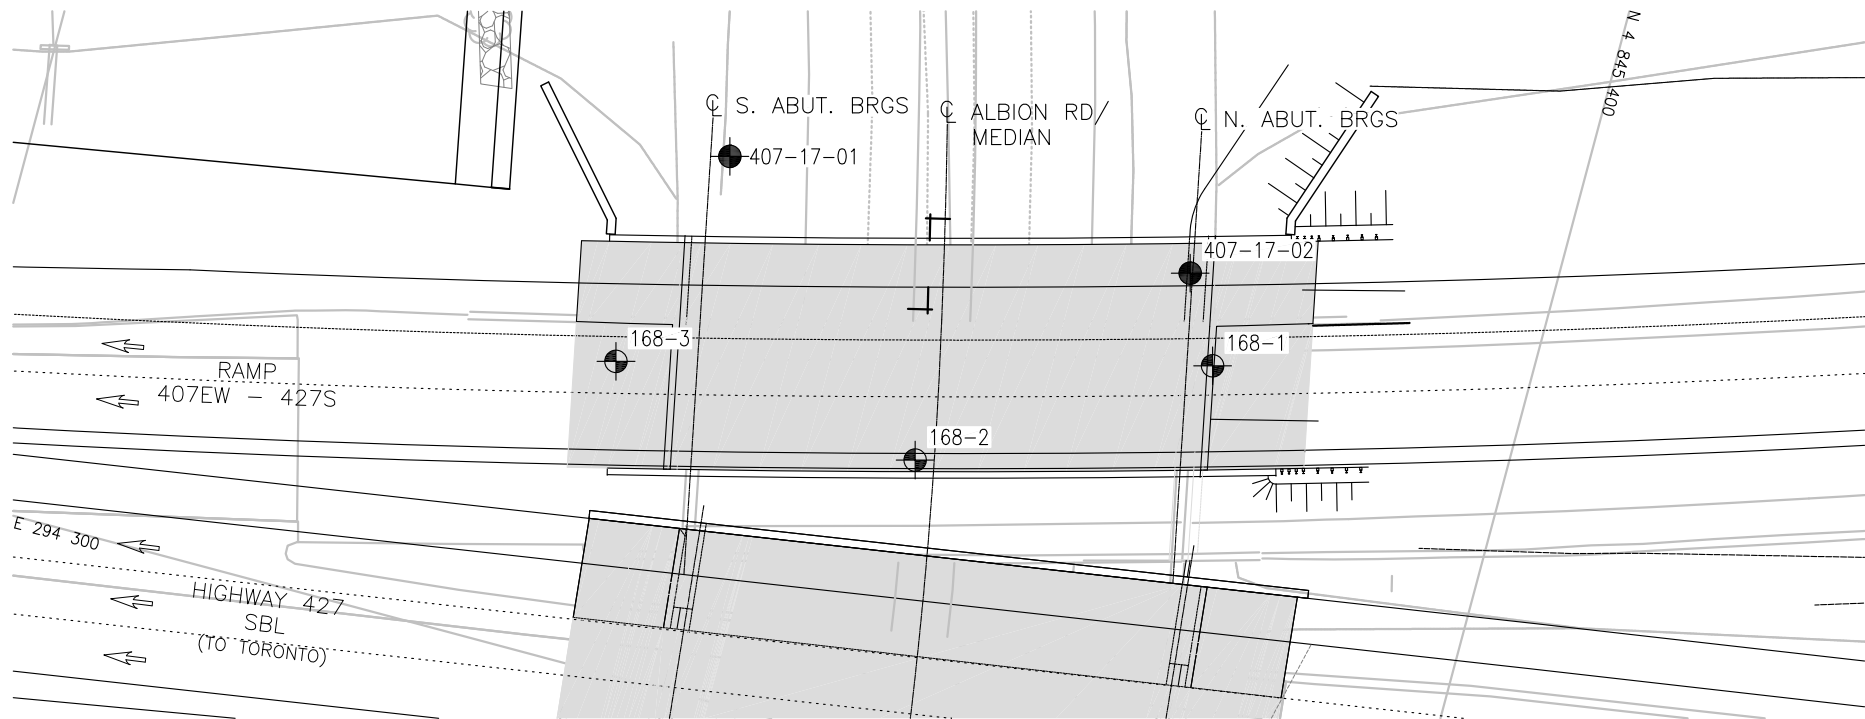 N 4 845 400
℄ S. ABUT. BRGS
℄ ALBION RD/
MEDIAN
℄ N. ABUT. BRGS
407-17-01
407-17-02
168-3
168-1
RAMP
407EW - 427S
168-2
E 294 300
HIGHWAY 427
SBL
(TO TORONTO)